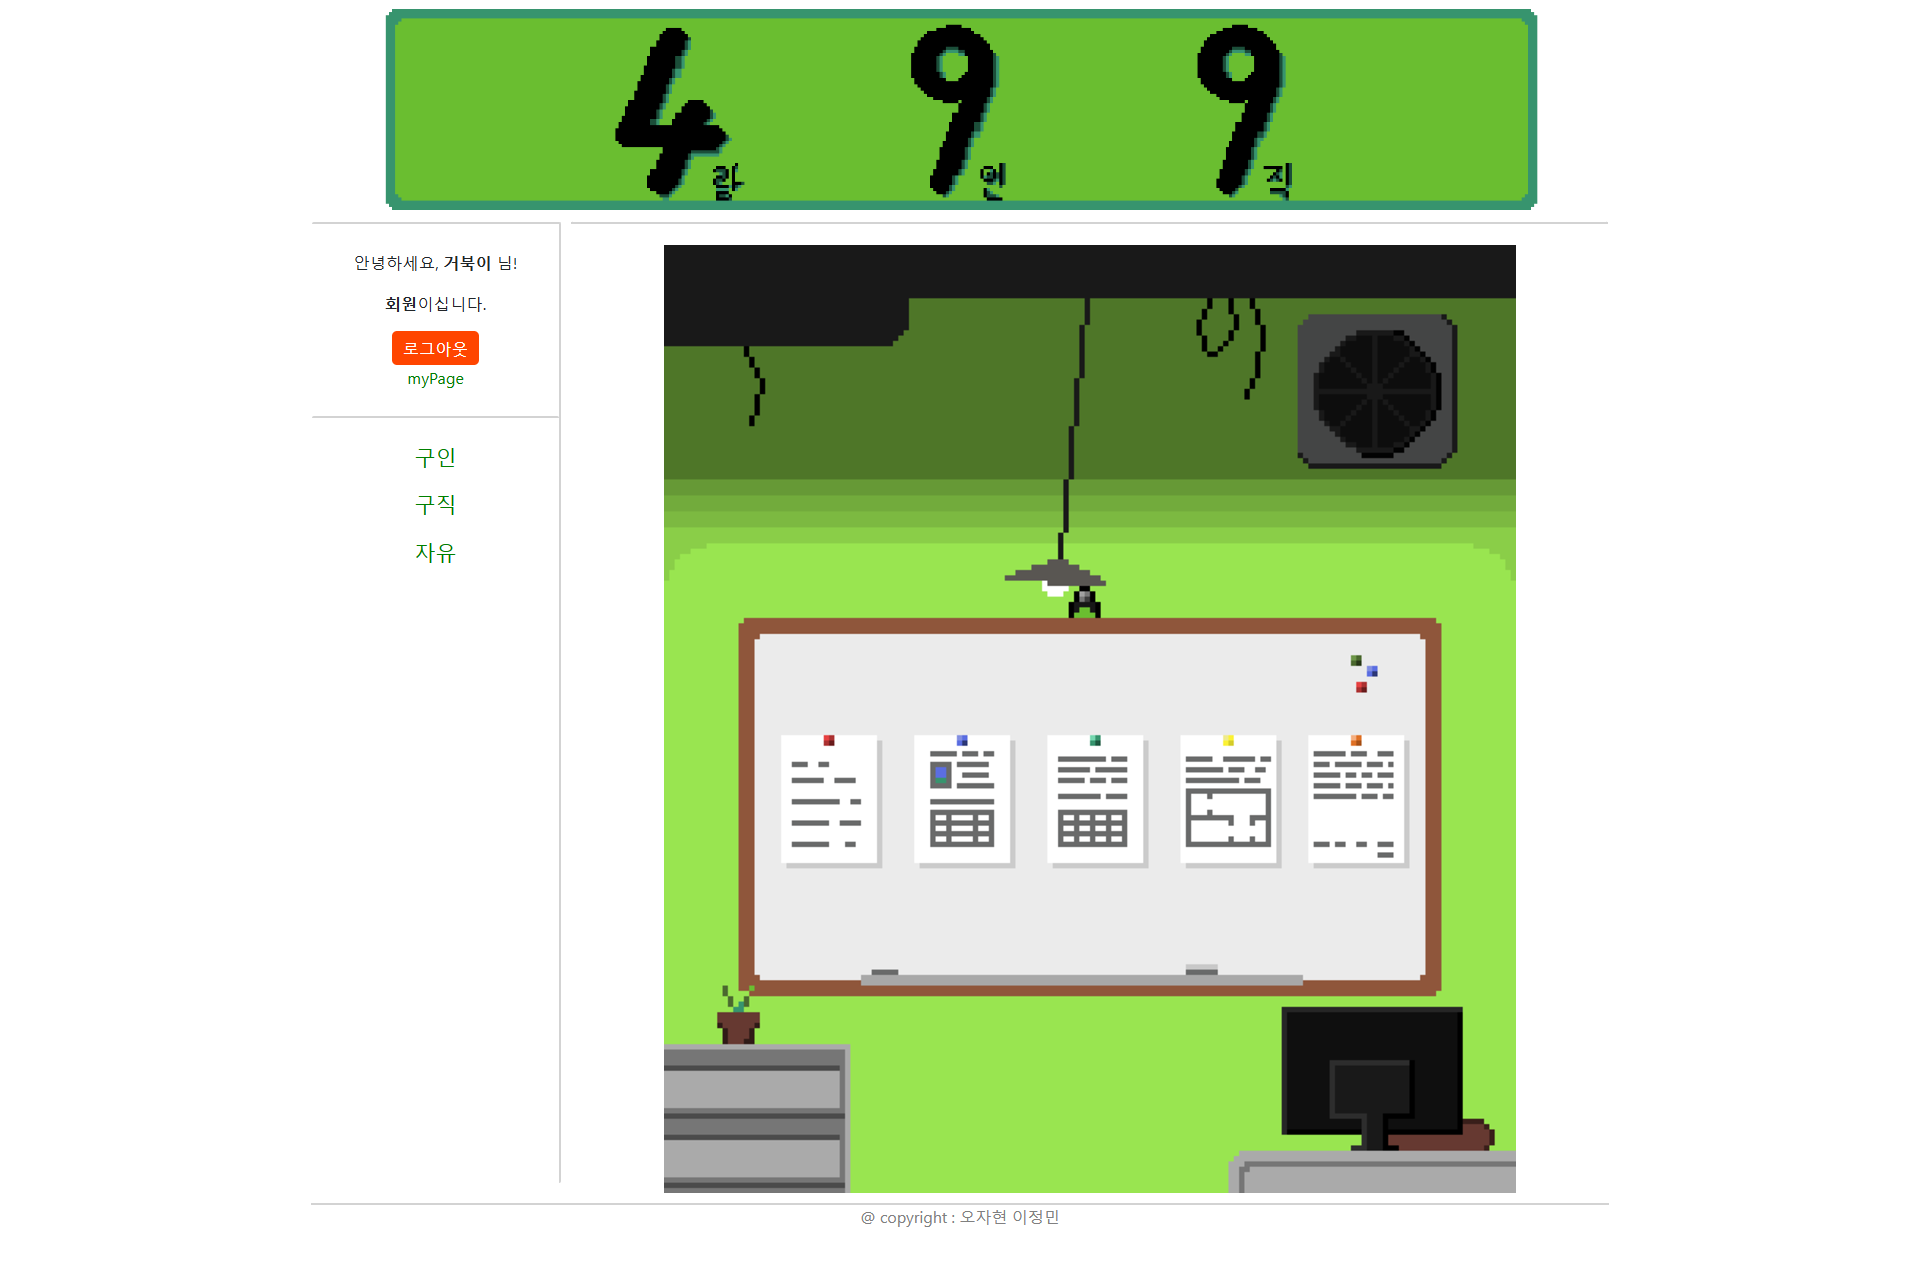 4람 9인 9직
안녕하세요, 거북이 님!
회원이십니다.
로그아웃
myPage
구인
구직
자유
@ copyright : 오자현 이정민